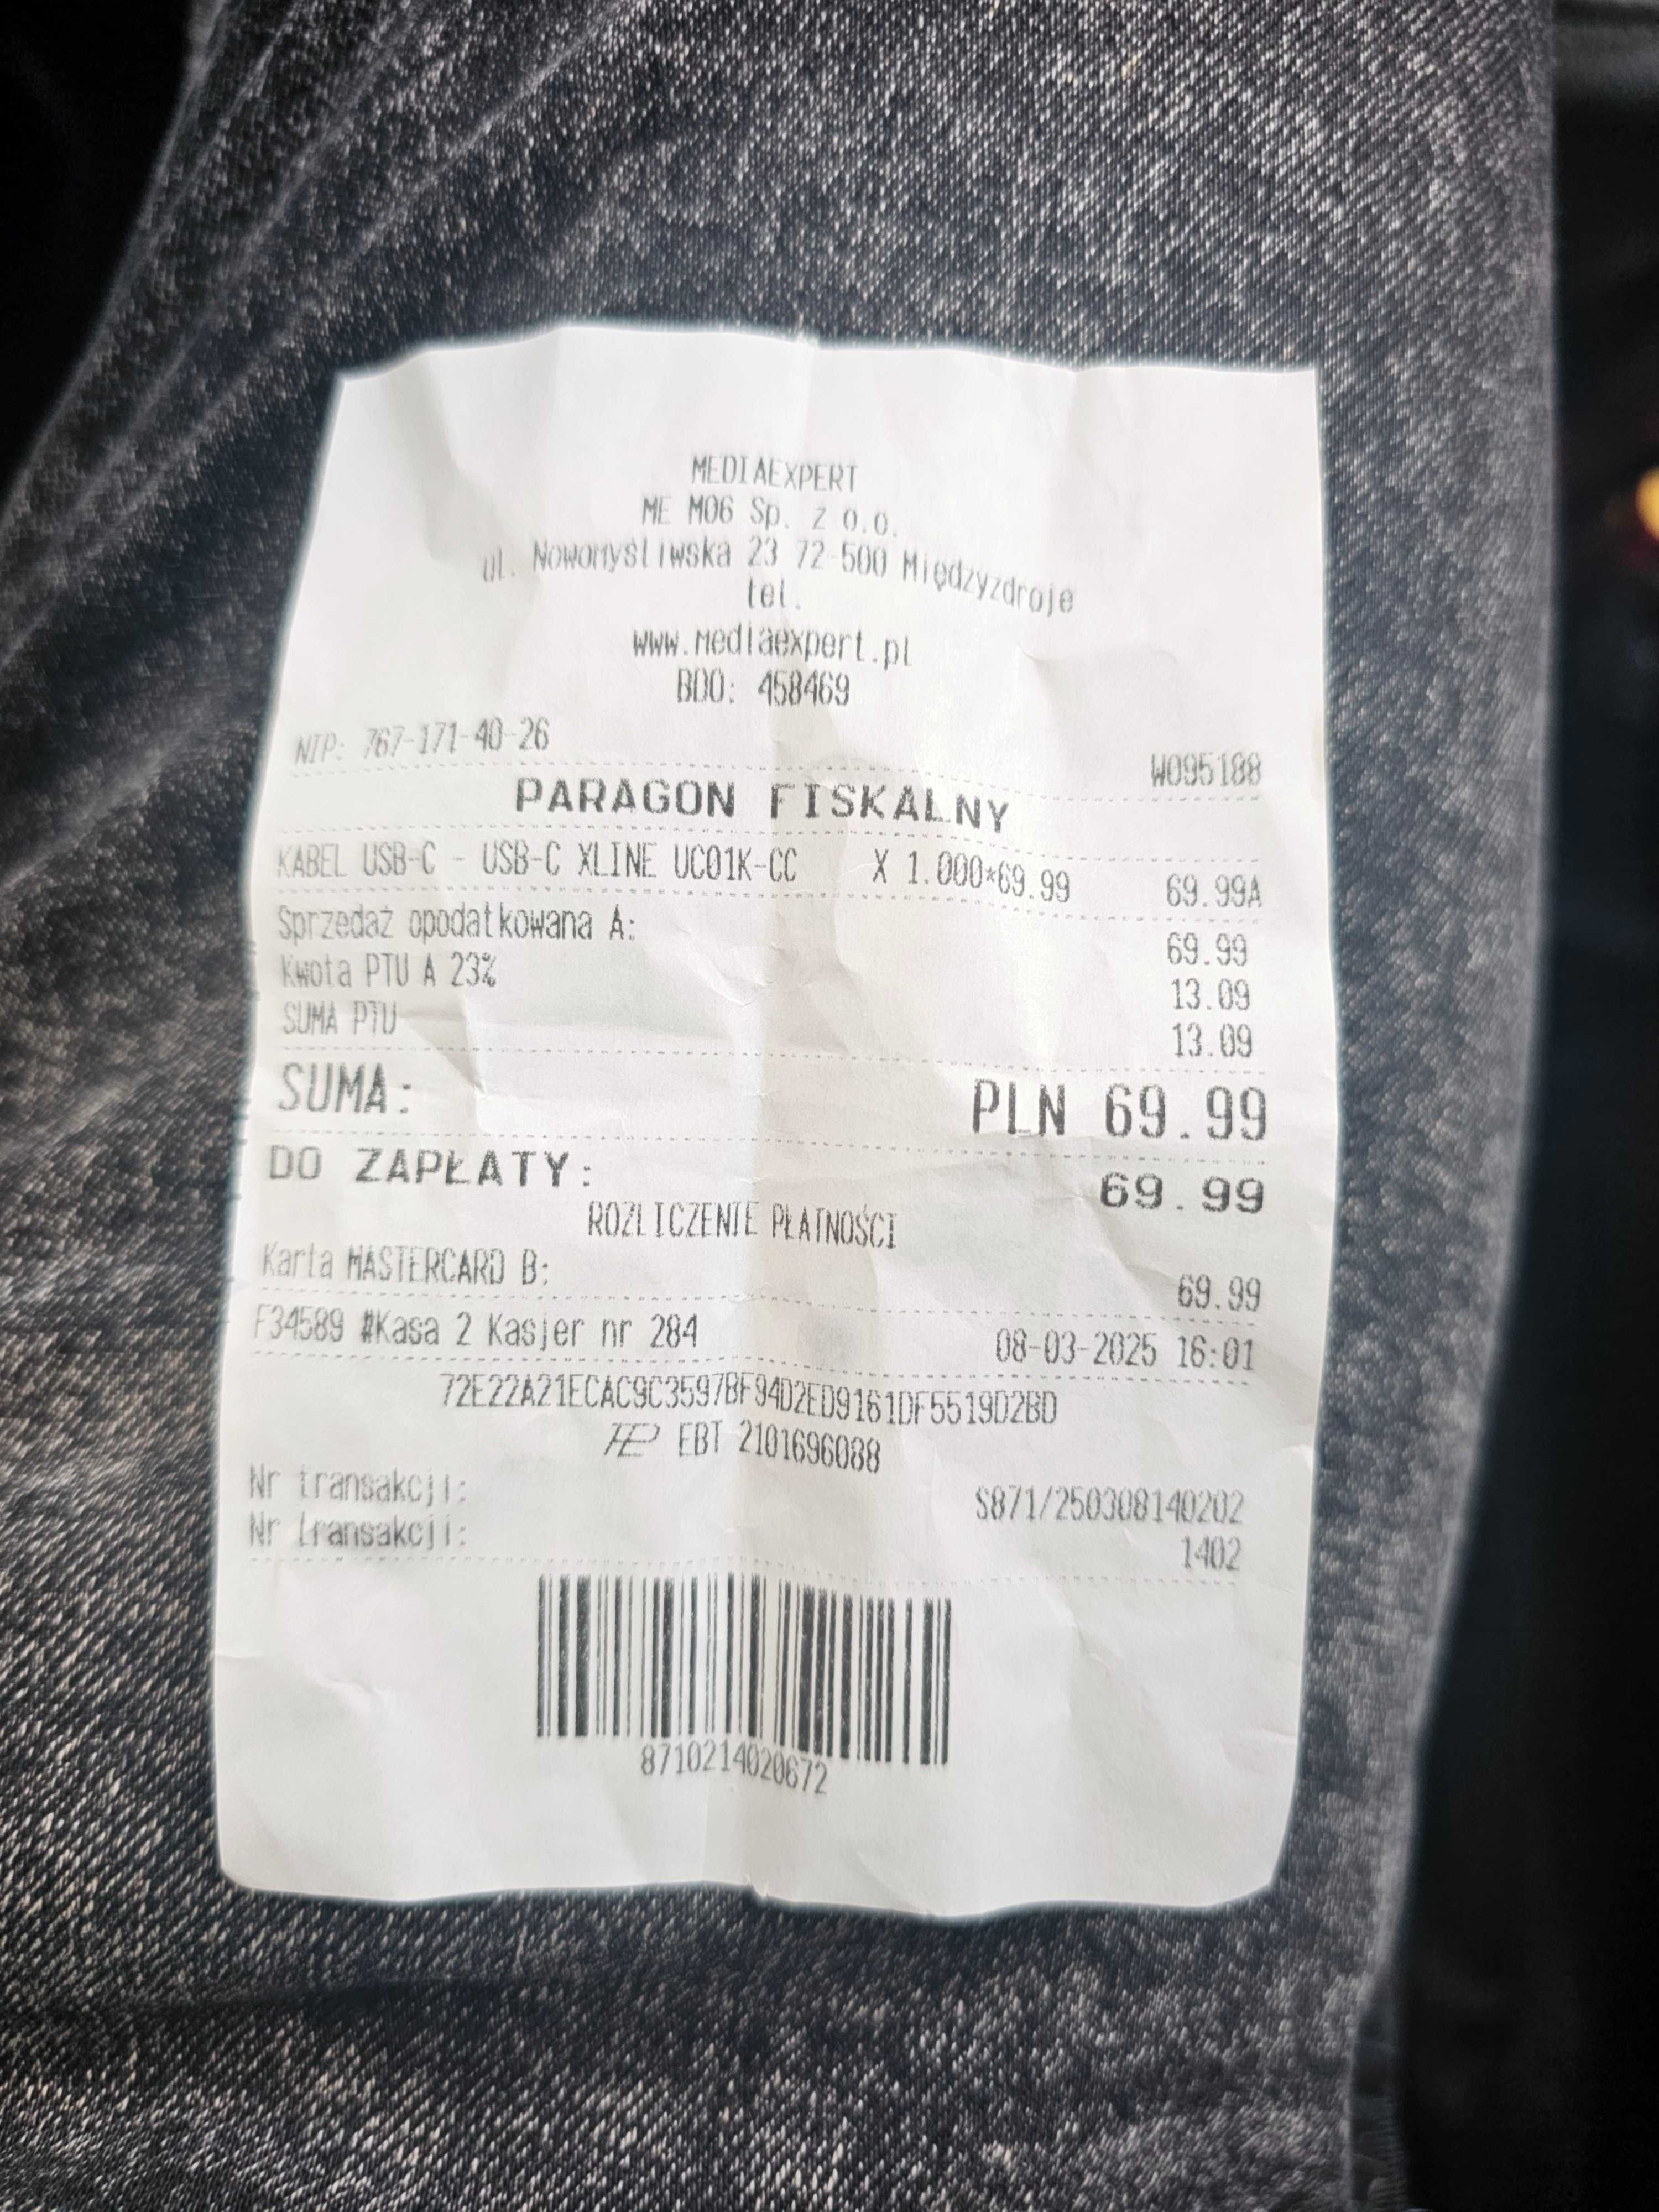 MEDIAEXPERT
ME M06 Sp. z o.o.
ul. Nowomyśliwska 23 72-500 Międzyzdroje
tel.
www.mediaexpert.pl
BDO: 458469
NIP: 767-171-40-26 W095188
PARAGON FISKALNY
KABEL USB-C - USB-C XLINE UC01K-CC X 1.000*69.99 69.99A
Sprzedaż opodatkowana A: 69.99
Kwota PTU A 23% 13.09
SUMA PTU 13.09
SUMA: PLN 69.99
DO ZAPŁATY: 69.99
ROZLICZENIE PŁATNOŚCI
Karta MASTERCARD B: 69.99
F34589 #Kasa 2 Kasjer nr 284 08-03-2025 16:01
72E22A21ECAC9C3597BF94D2ED9161DF5519D2BD
EBT 2101696088
Nr transakcji: S871/250308140202
Nr transakcji: 1402
8710214020672